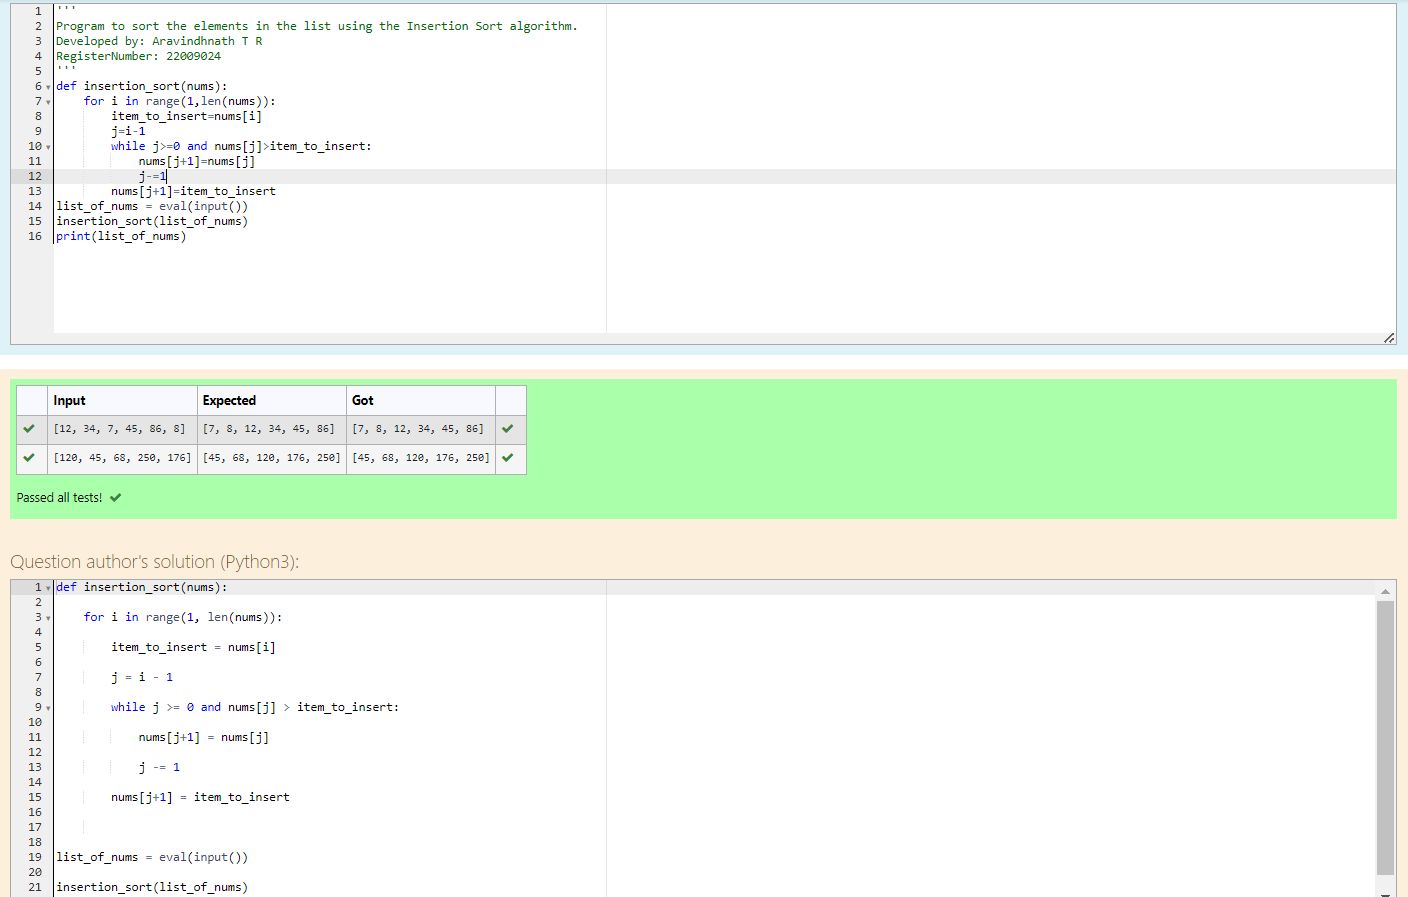 1 '''
2 Program to sort the elements in the list using the Insertion Sort algorithm.
3 Developed by: Aravindhnath T R
4 RegisterNumber: 22009024
5 '''
6 def insertion_sort(nums):
7     for i in range(1,len(nums)):
8         item_to_insert=nums[i]
9         j=i-1
10         while j>=0 and nums[j]>item_to_insert:
11             nums[j+1]=nums[j]
12             j-=1
13         nums[j+1]=item_to_insert
14 list_of_nums = eval(input())
15 insertion_sort(list_of_nums)
16 print(list_of_nums)
Input Expected Got
[12, 34, 7, 45, 86, 8] [7, 8, 12, 34, 45, 86] [7, 8, 12, 34, 45, 86]
[120, 45, 68, 250, 176] [45, 68, 120, 176, 250] [45, 68, 120, 176, 250]
Passed all tests!
Question author's solution (Python3):
1 def insertion_sort(nums):
2
3     for i in range(1, len(nums)):
4
5         item_to_insert = nums[i]
6
7         j = i - 1
8
9         while j >= 0 and nums[j] > item_to_insert:
10
11             nums[j+1] = nums[j]
12
13             j -= 1
14
15         nums[j+1] = item_to_insert
16
17
18
19 list_of_nums = eval(input())
20
21 insertion_sort(list_of_nums)